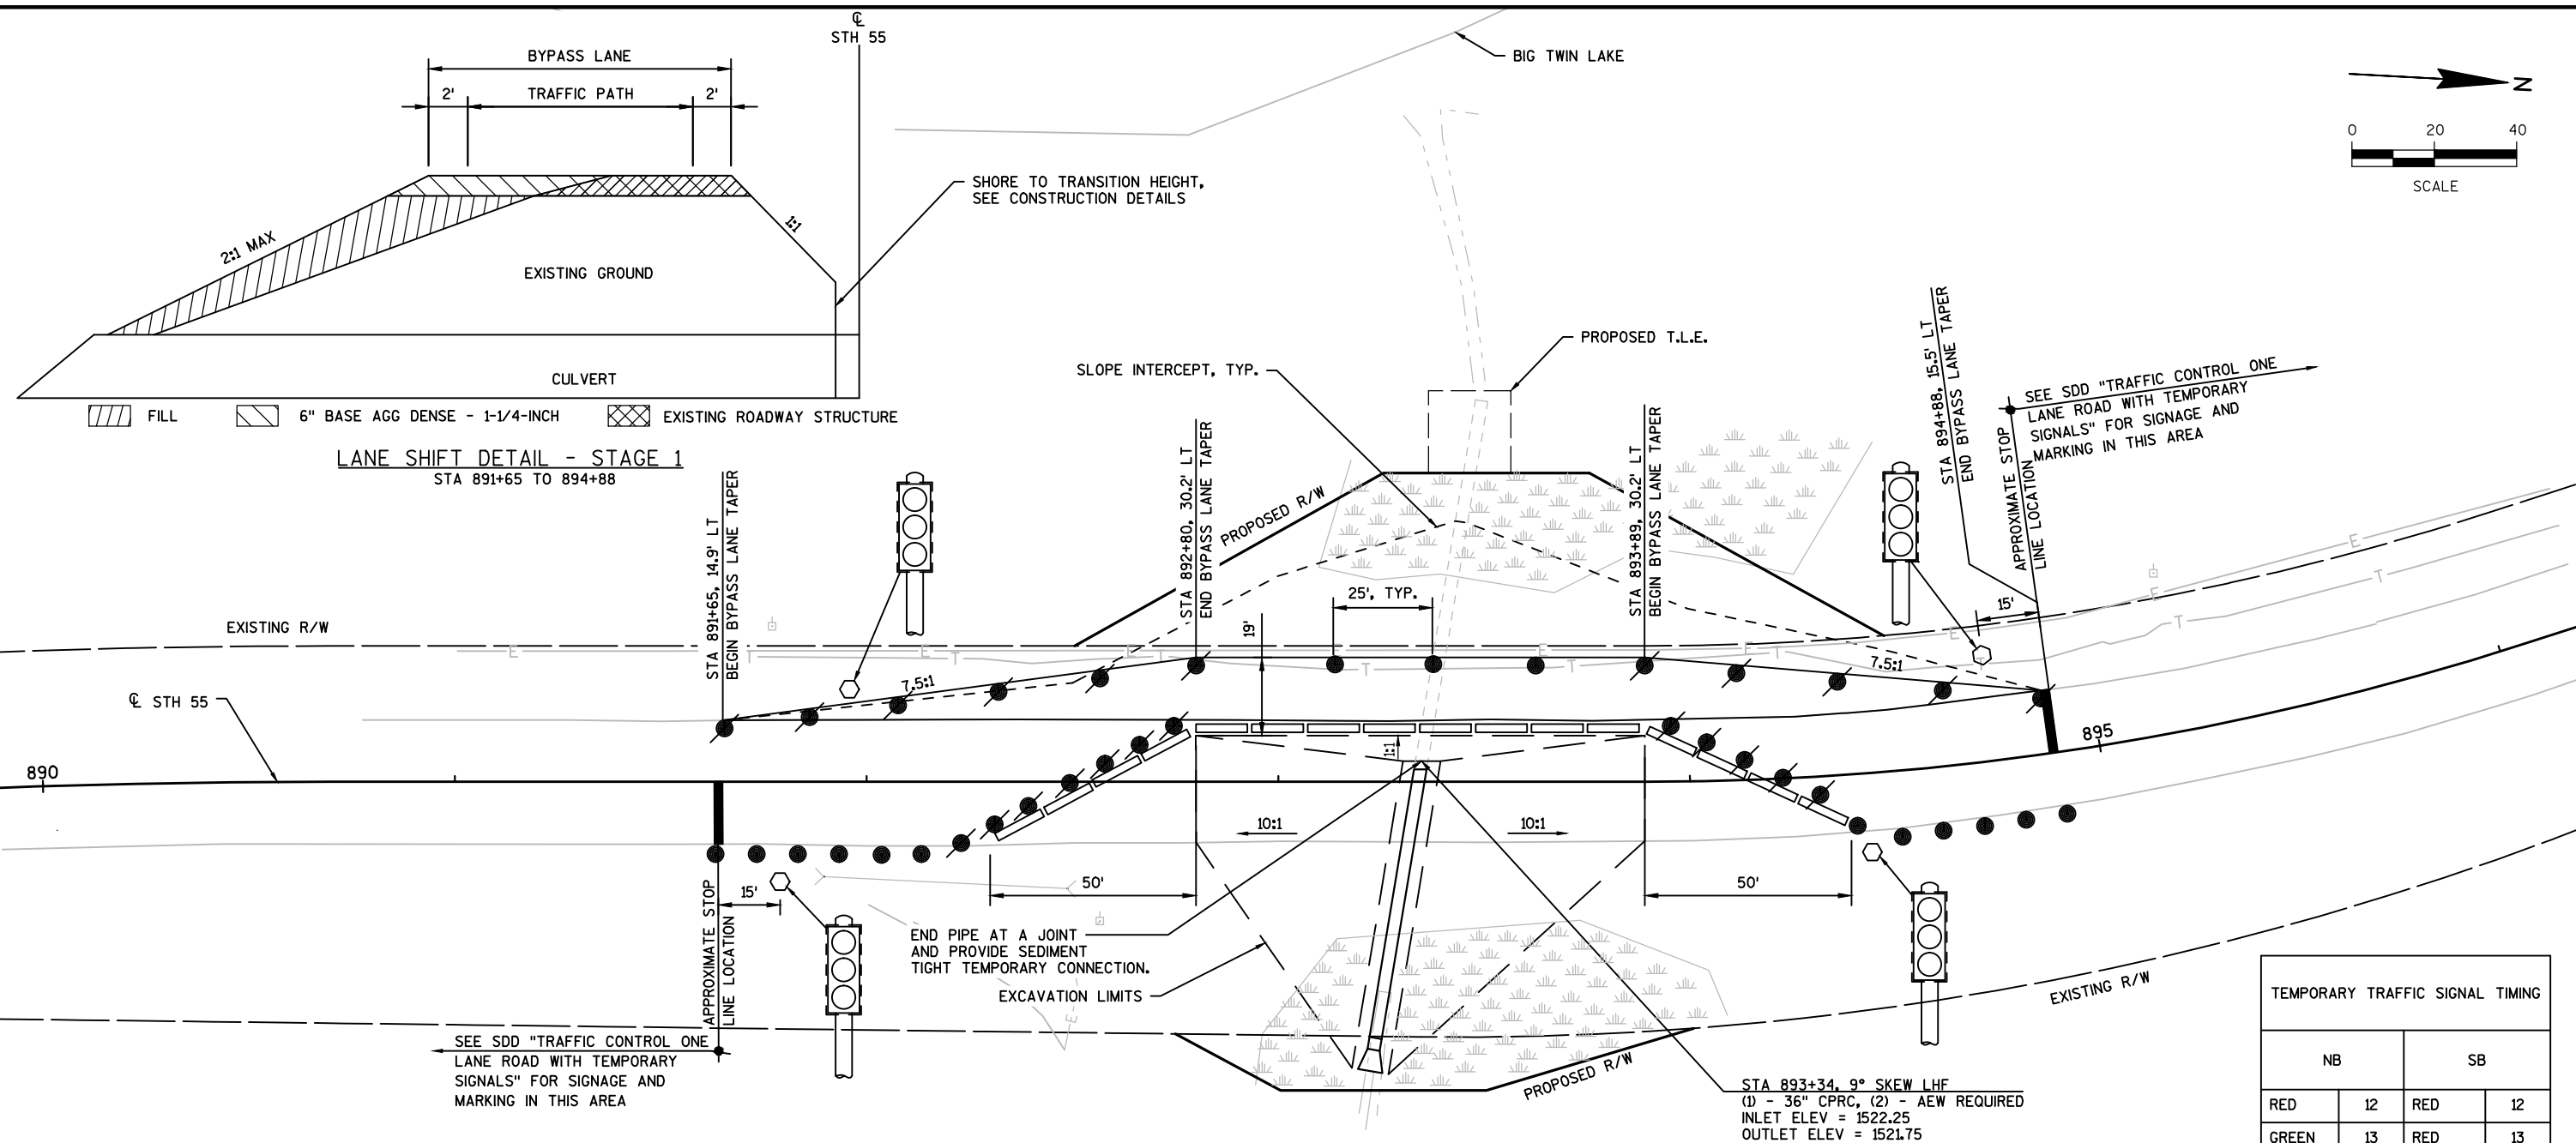 ℄
STH 55
BYPASS LANE
2'
TRAFFIC PATH
2'
BIG TWIN LAKE
N
0 20 40
SCALE
SHORE TO TRANSITION HEIGHT,
SEE CONSTRUCTION DETAILS
1:1
2:1 MAX
EXISTING GROUND
CULVERT
FILL
6" BASE AGG DENSE - 1-1/4-INCH
EXISTING ROADWAY STRUCTURE
LANE SHIFT DETAIL - STAGE 1
STA 891+65 TO 894+88
PROPOSED T.L.E.
SLOPE INTERCEPT, TYP.
STA 891+65, 14.9' LT
BEGIN BYPASS LANE TAPER
STA 892+80, 30.2' LT
END BYPASS LANE TAPER
PROPOSED R/W
STA 893+89, 30.2' LT
BEGIN BYPASS LANE TAPER
STA 894+88, 15.5' LT
END BYPASS LANE TAPER
APPROXIMATE STOP
LINE LOCATION
SEE SDD "TRAFFIC CONTROL ONE
LANE ROAD WITH TEMPORARY
SIGNALS" FOR SIGNAGE AND
MARKING IN THIS AREA
EXISTING R/W
25', TYP.
19'
15'
E T E T E T E T E T E T E T E T
7.5:1
7.5:1
℄ STH 55
890
895
1:1
10:1
10:1
50'
50'
15'
APPROXIMATE STOP
LINE LOCATION
END PIPE AT A JOINT
AND PROVIDE SEDIMENT
TIGHT TEMPORARY CONNECTION.
EXCAVATION LIMITS
SEE SDD "TRAFFIC CONTROL ONE
LANE ROAD WITH TEMPORARY
SIGNALS" FOR SIGNAGE AND
MARKING IN THIS AREA
PROPOSED R/W
EXISTING R/W
STA 893+34, 9° SKEW LHF
(1) - 36" CPRC, (2) - AEW REQUIRED
INLET ELEV = 1522.25
OUTLET ELEV = 1521.75
TEMPORARY TRAFFIC SIGNAL TIMING
NB SB
RED 12 RED 12
GREEN 13 RED 13